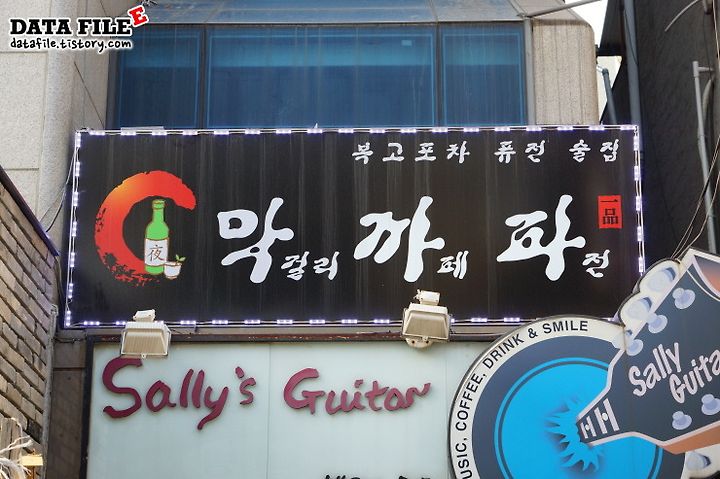 DATA FILE E
datafile.tistory.com
복고포차 퓨전 술집
막걸리 까페 파전
一品
夜
Sally's Guitar
MUSIC, COFFEE, DRINK & SMILE
Sally Guitar